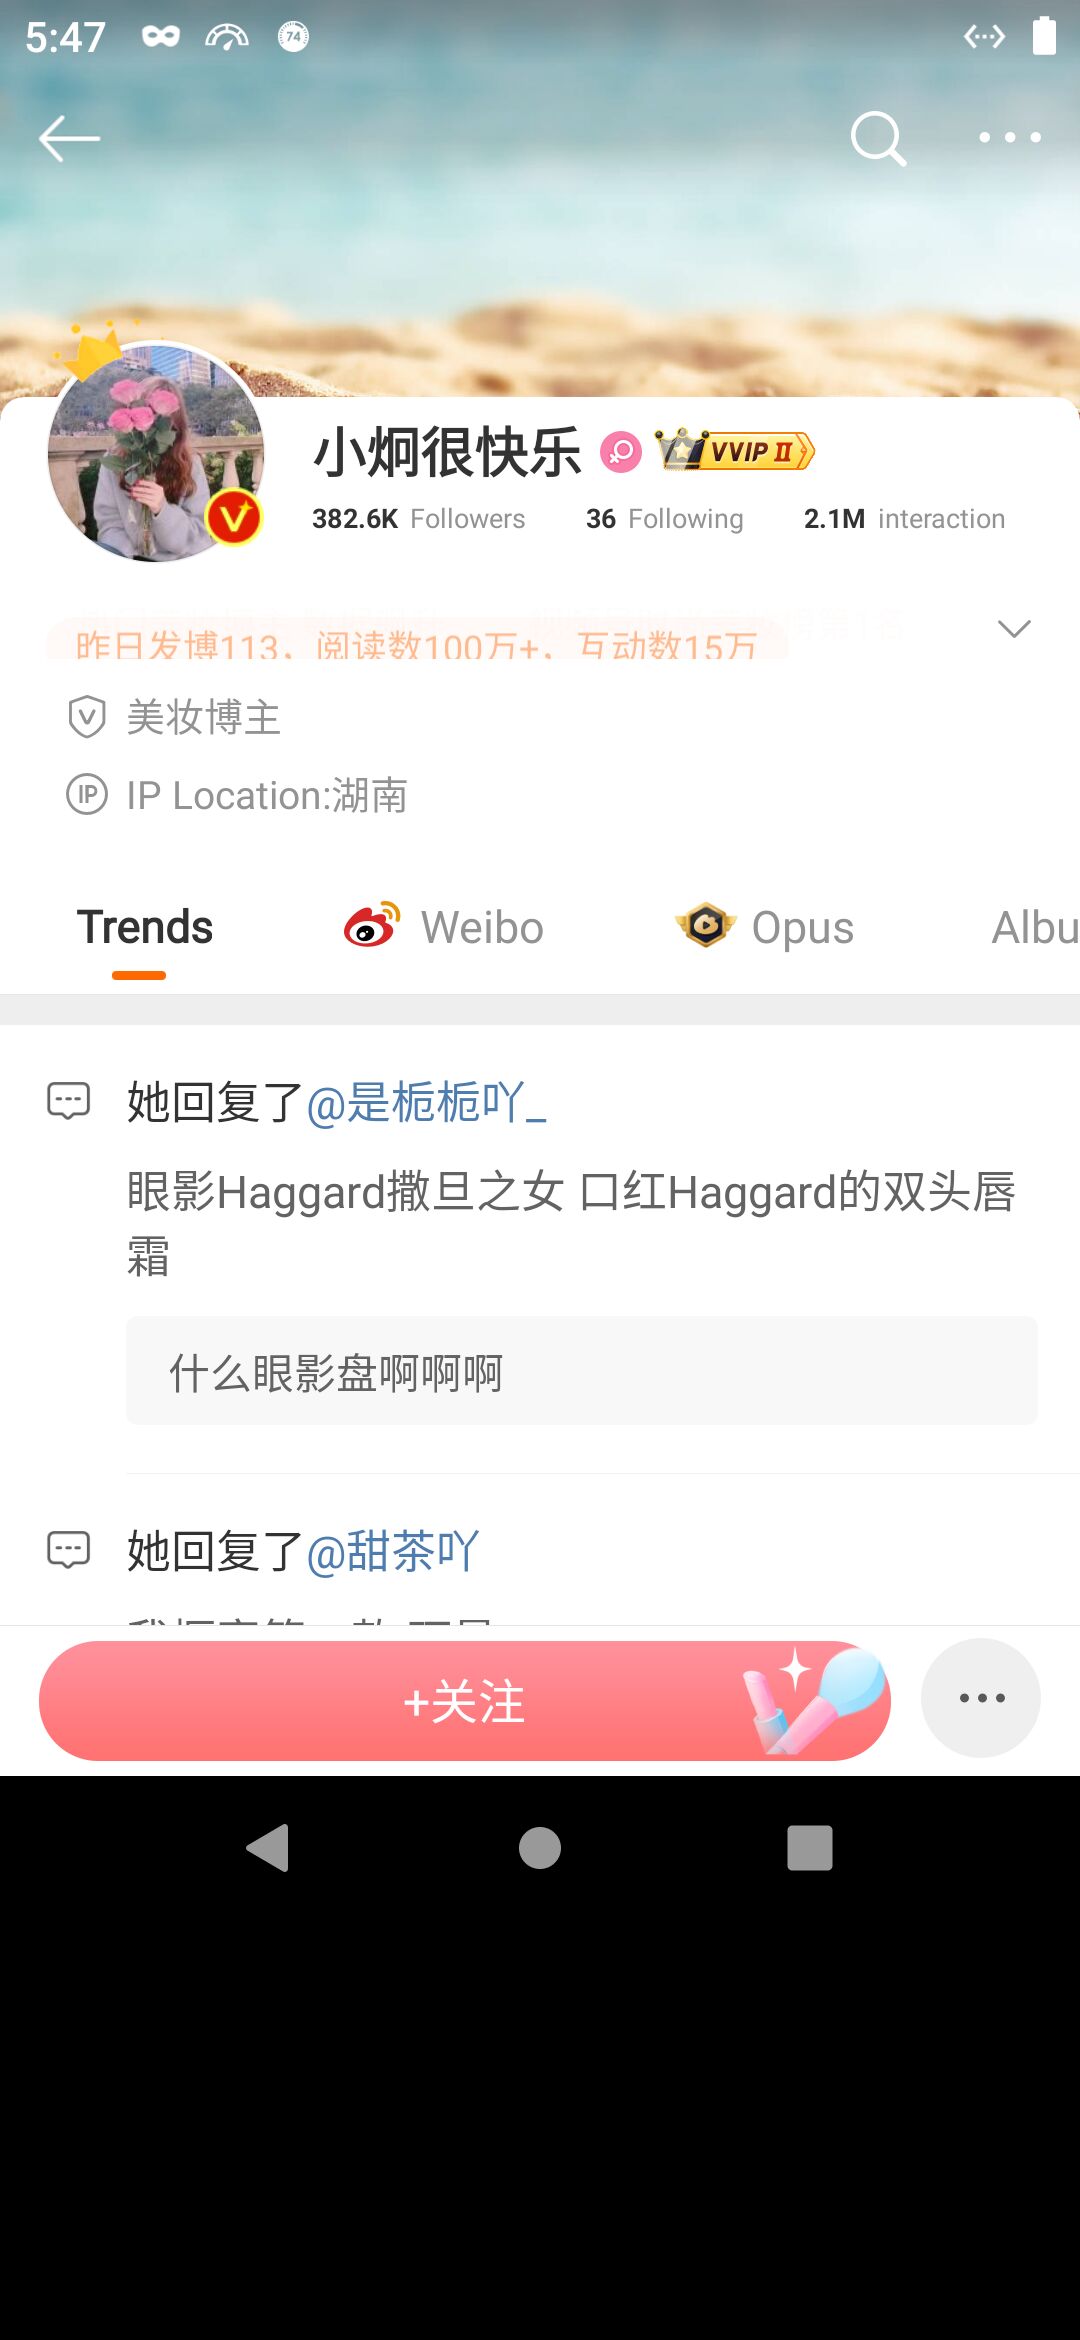 5:47
74
小炯很快乐 VVIP II
382.6K Followers 36 Following 2.1M interaction
昨日发博113，阅读数100万+，互动数15万
美妆博主
IP IP Location:湖南
Trends Weibo Opus Albu
她回复了@是栀栀吖_
眼影Haggard撒旦之女 口红Haggard的双头唇
霜
什么眼影盘啊啊啊
她回复了@甜茶吖
+关注